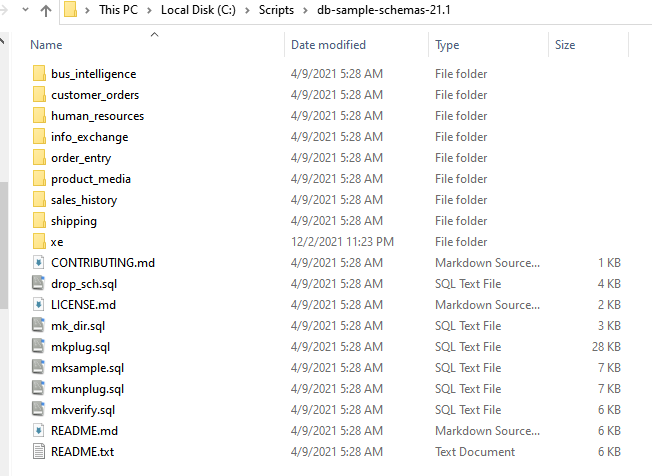 This PC > Local Disk (C:) > Scripts > db-sample-schemas-21.1
Name Date modified Type Size
bus_intelligence 4/9/2021 5:28 AM File folder
customer_orders 4/9/2021 5:28 AM File folder
human_resources 4/9/2021 5:28 AM File folder
info_exchange 4/9/2021 5:28 AM File folder
order_entry 4/9/2021 5:28 AM File folder
product_media 4/9/2021 5:28 AM File folder
sales_history 4/9/2021 5:28 AM File folder
shipping 4/9/2021 5:28 AM File folder
xe 12/2/2021 11:23 PM File folder
CONTRIBUTING.md 4/9/2021 5:28 AM Markdown Source... 1 KB
drop_sch.sql 4/9/2021 5:28 AM SQL Text File 4 KB
LICENSE.md 4/9/2021 5:28 AM Markdown Source... 2 KB
mk_dir.sql 4/9/2021 5:28 AM SQL Text File 3 KB
mkplug.sql 4/9/2021 5:28 AM SQL Text File 28 KB
mksample.sql 4/9/2021 5:28 AM SQL Text File 7 KB
mkunplug.sql 4/9/2021 5:28 AM SQL Text File 7 KB
mkverify.sql 4/9/2021 5:28 AM SQL Text File 6 KB
README.md 4/9/2021 5:28 AM Markdown Source... 6 KB
README.txt 4/9/2021 5:28 AM Text Document 6 KB